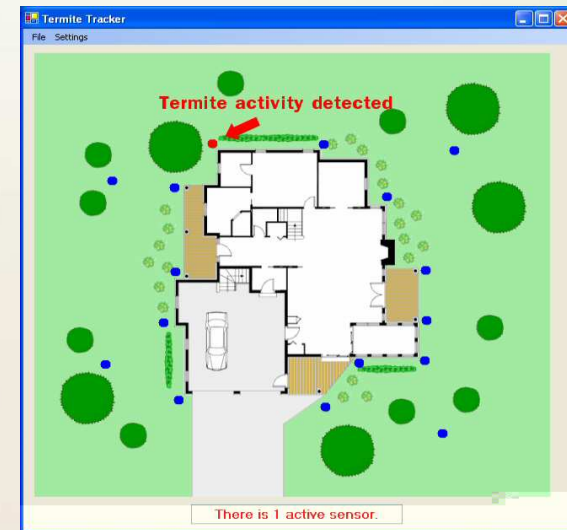 Termite Tracker
File Settings
Termite activity detected
There is 1 active sensor.